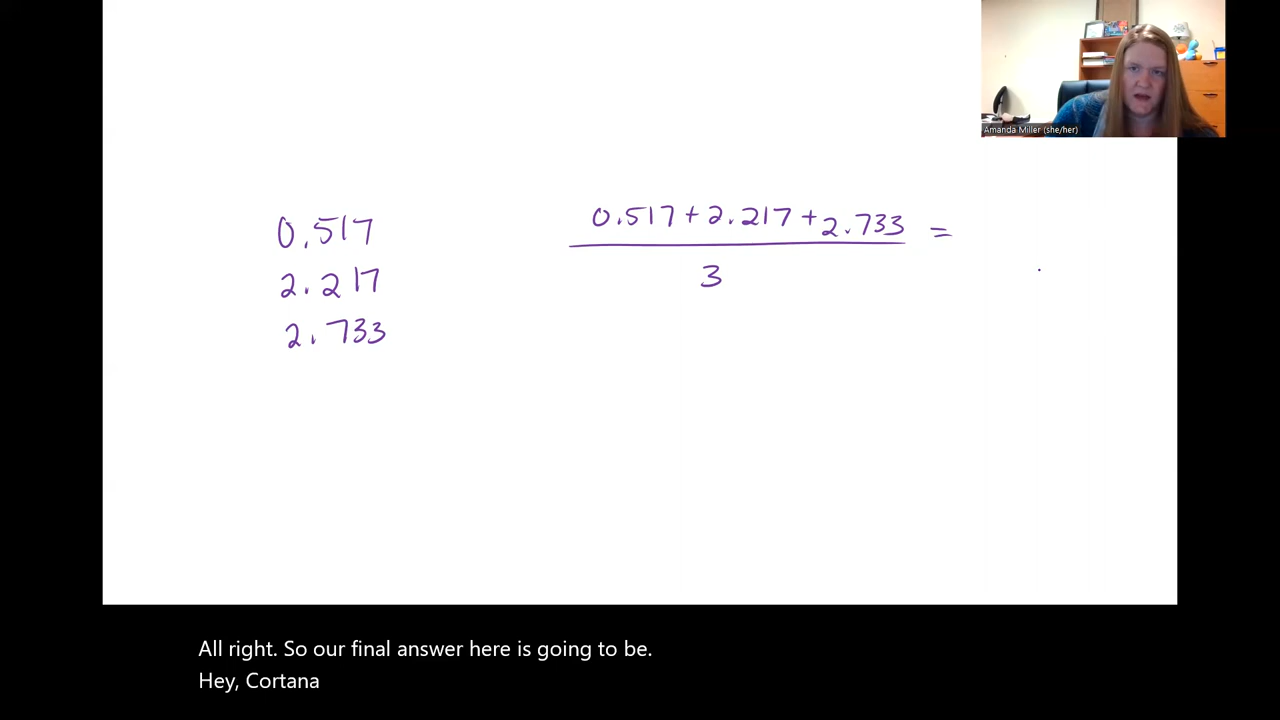 Amanda Miller (she/her)
0.517
2.217
2.733
0.517 + 2.217 + 2.733 =
3
All right. So our final answer here is going to be.
Hey, Cortana